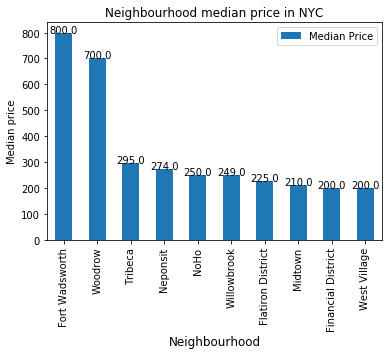 Neighbourhood median price in NYC
Median Price
Median price
800
700
600
500
400
300
200
100
0
800.0
700.0
295.0
274.0
250.0
249.0
225.0
210.0
200.0
200.0
Fort Wadsworth
Woodrow
Tribeca
Neponsit
NoHo
Willowbrook
Flatiron District
Midtown
Financial District
West Village
Neighbourhood